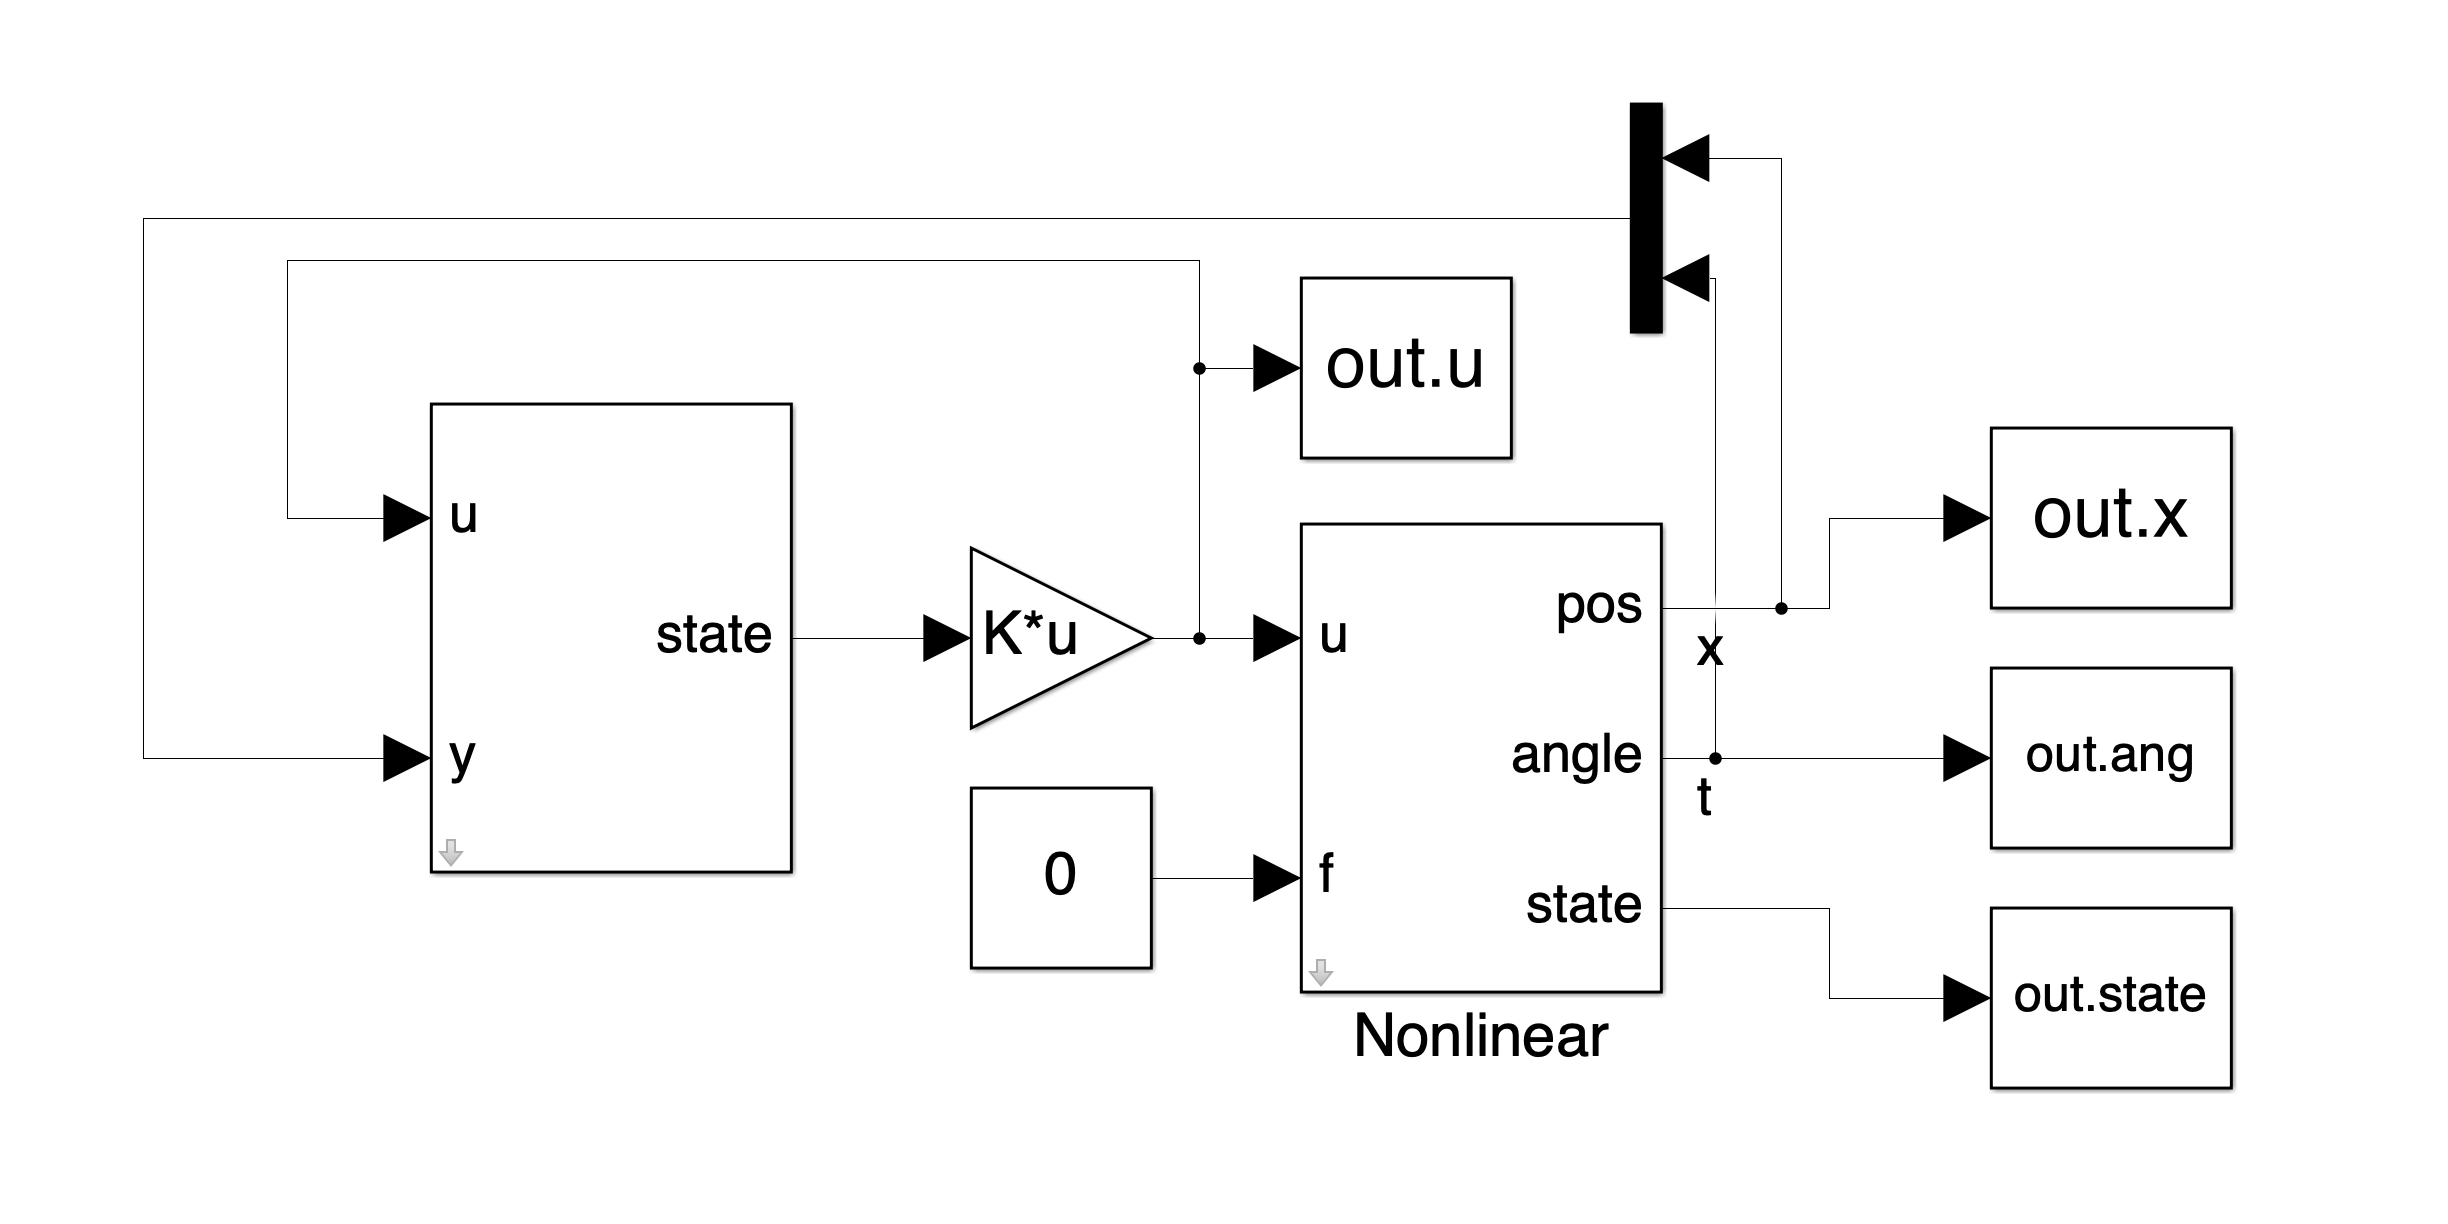 out.u
u
state
y
K*u
0
u
f
pos
angle
state
Nonlinear
x
t
out.x
out.ang
out.state